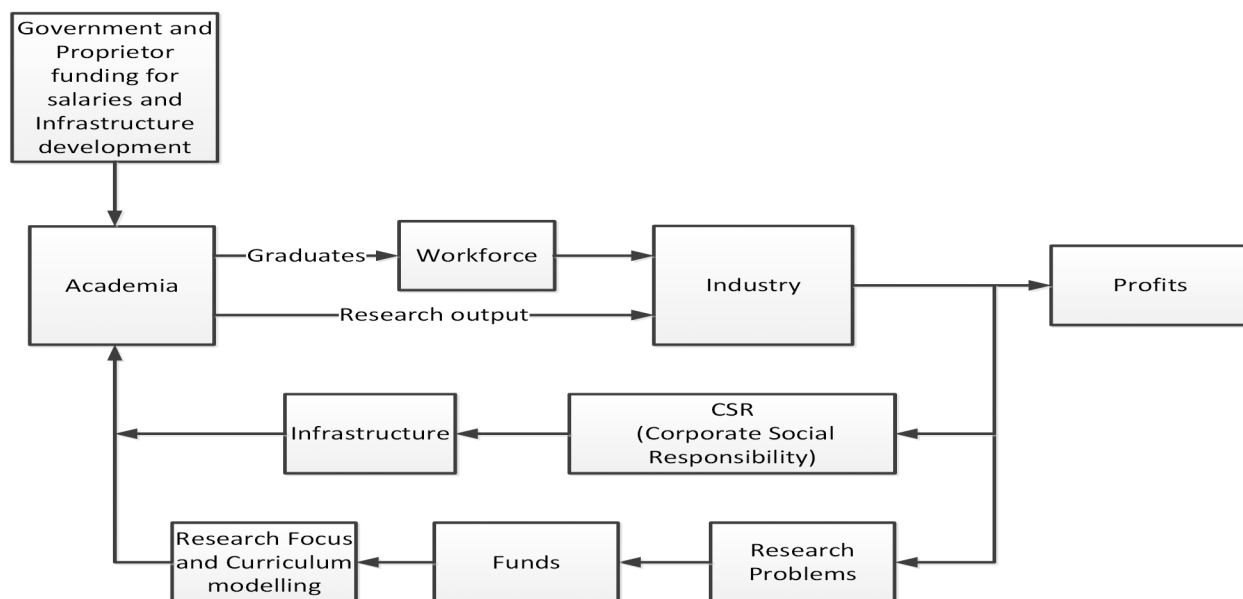 Government and
Proprietor
funding for
salaries and
Infrastructure
development
Academia
Graduates
Workforce
Industry
Profits
Research output
Infrastructure
CSR
(Corporate Social
Responsibility)
Research Focus
and Curriculum
modelling
Funds
Research
Problems